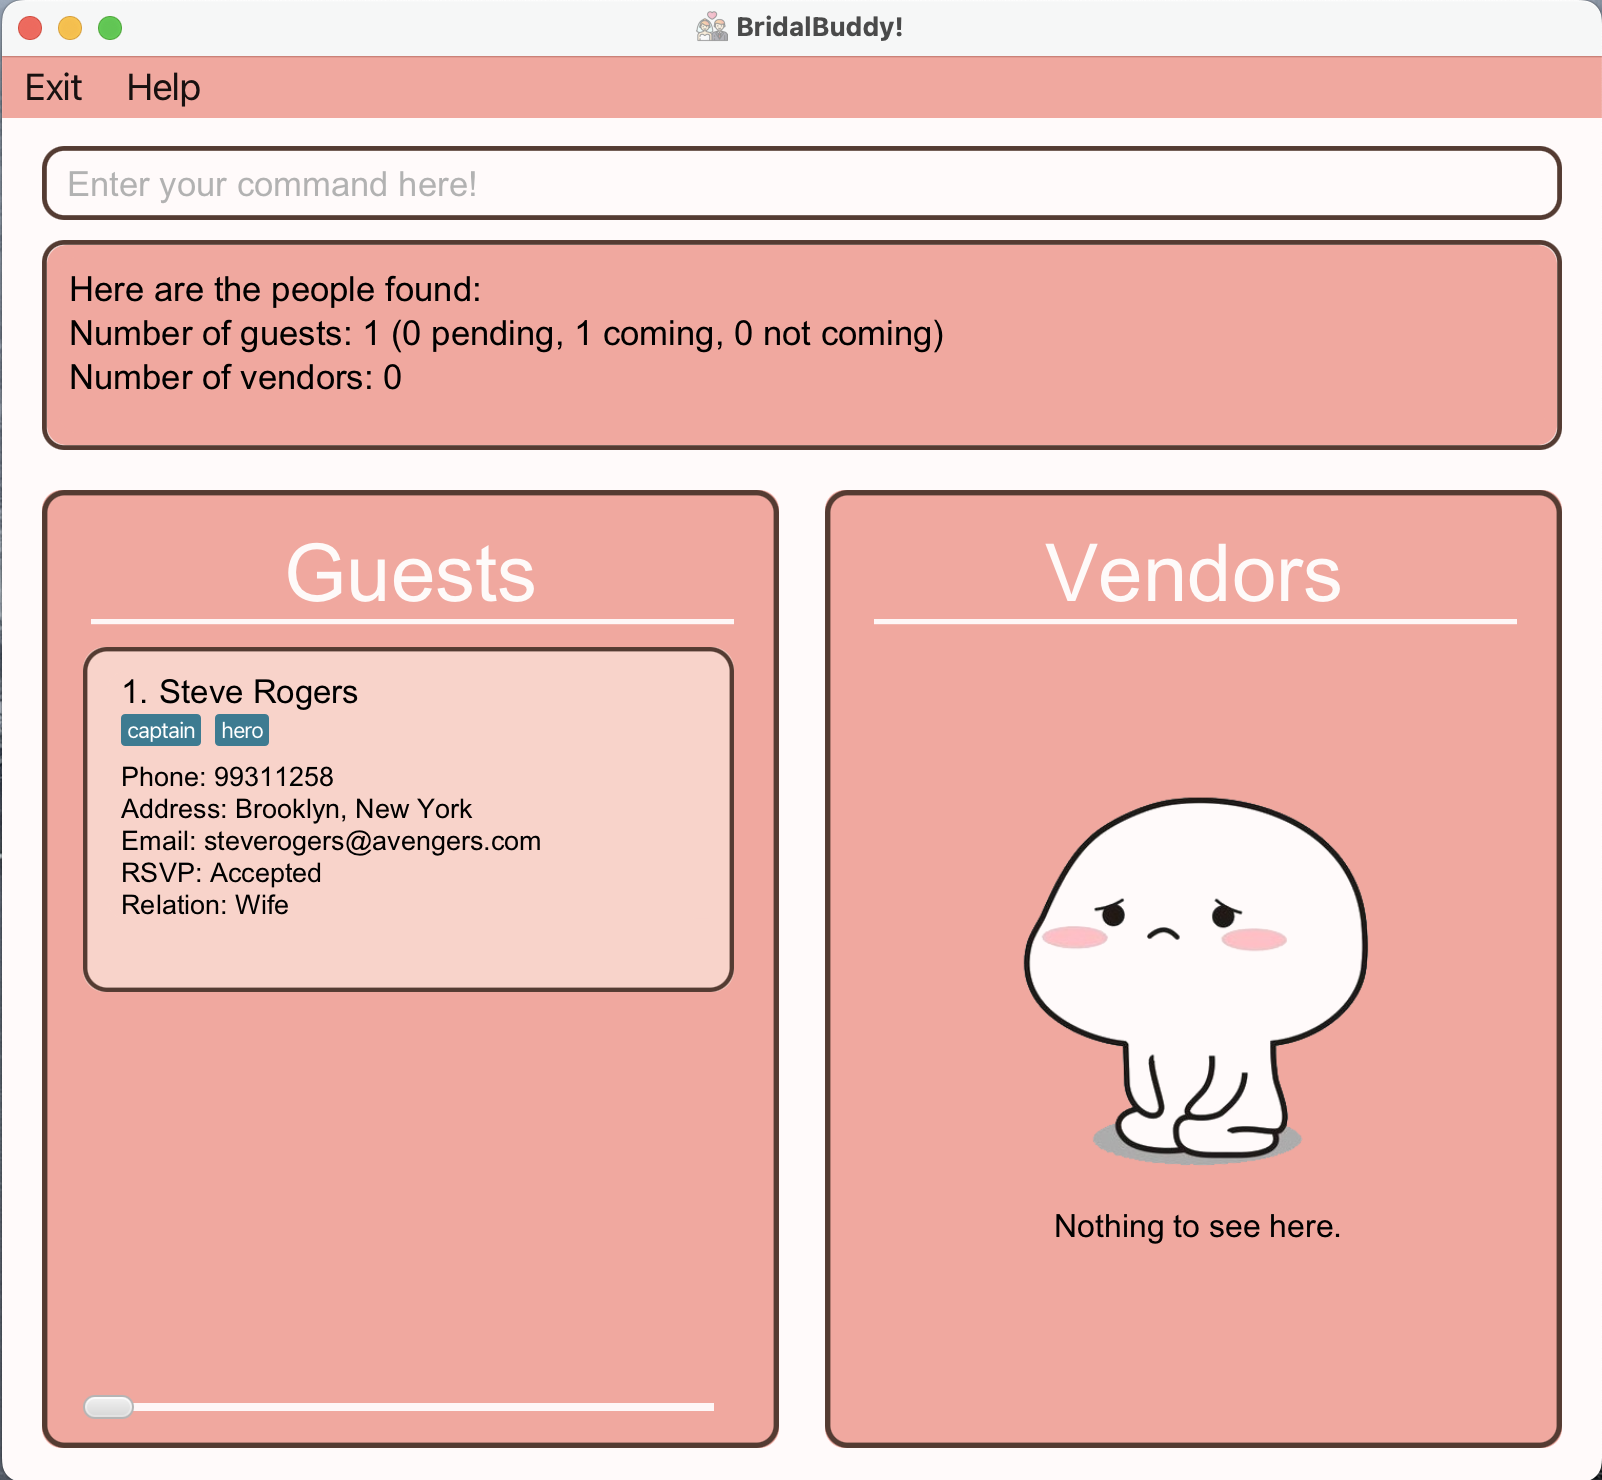 BridalBuddy!
Exit Help
Enter your command here!
Here are the people found:
Number of guests: 1 (0 pending, 1 coming, 0 not coming)
Number of vendors: 0
Guests
1. Steve Rogers
captain hero
Phone: 99311258
Address: Brooklyn, New York
Email: steverogers@avengers.com
RSVP: Accepted
Relation: Wife
Vendors
Nothing to see here.